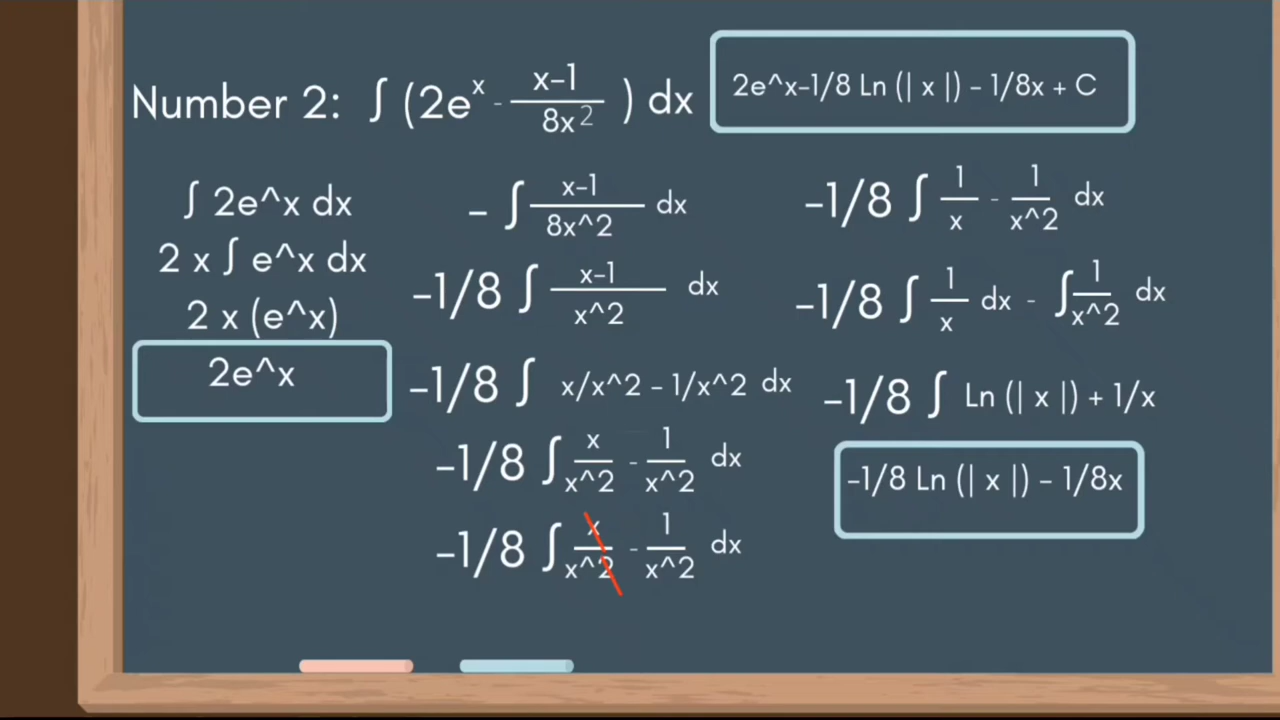 Number 2: ∫ (2e^x - x-1/8x² ) dx
2e^x-1/8 Ln (| x |) - 1/8x + C
∫ 2e^x dx
2 x ∫ e^x dx
2 x (e^x)
2e^x
- ∫ x-1/8x^2 dx
-1/8 ∫ x-1/x^2 dx
-1/8 ∫ x/x^2 - 1/x^2 dx
-1/8 ∫ x/x^2 - 1/x^2 dx
-1/8 ∫ x/x^2 - 1/x^2 dx
-1/8 ∫ 1/x - 1/x^2 dx
-1/8 ∫ 1/x dx - ∫ 1/x^2 dx
-1/8 ∫ Ln (| x |) + 1/x
-1/8 Ln (| x |) - 1/8x